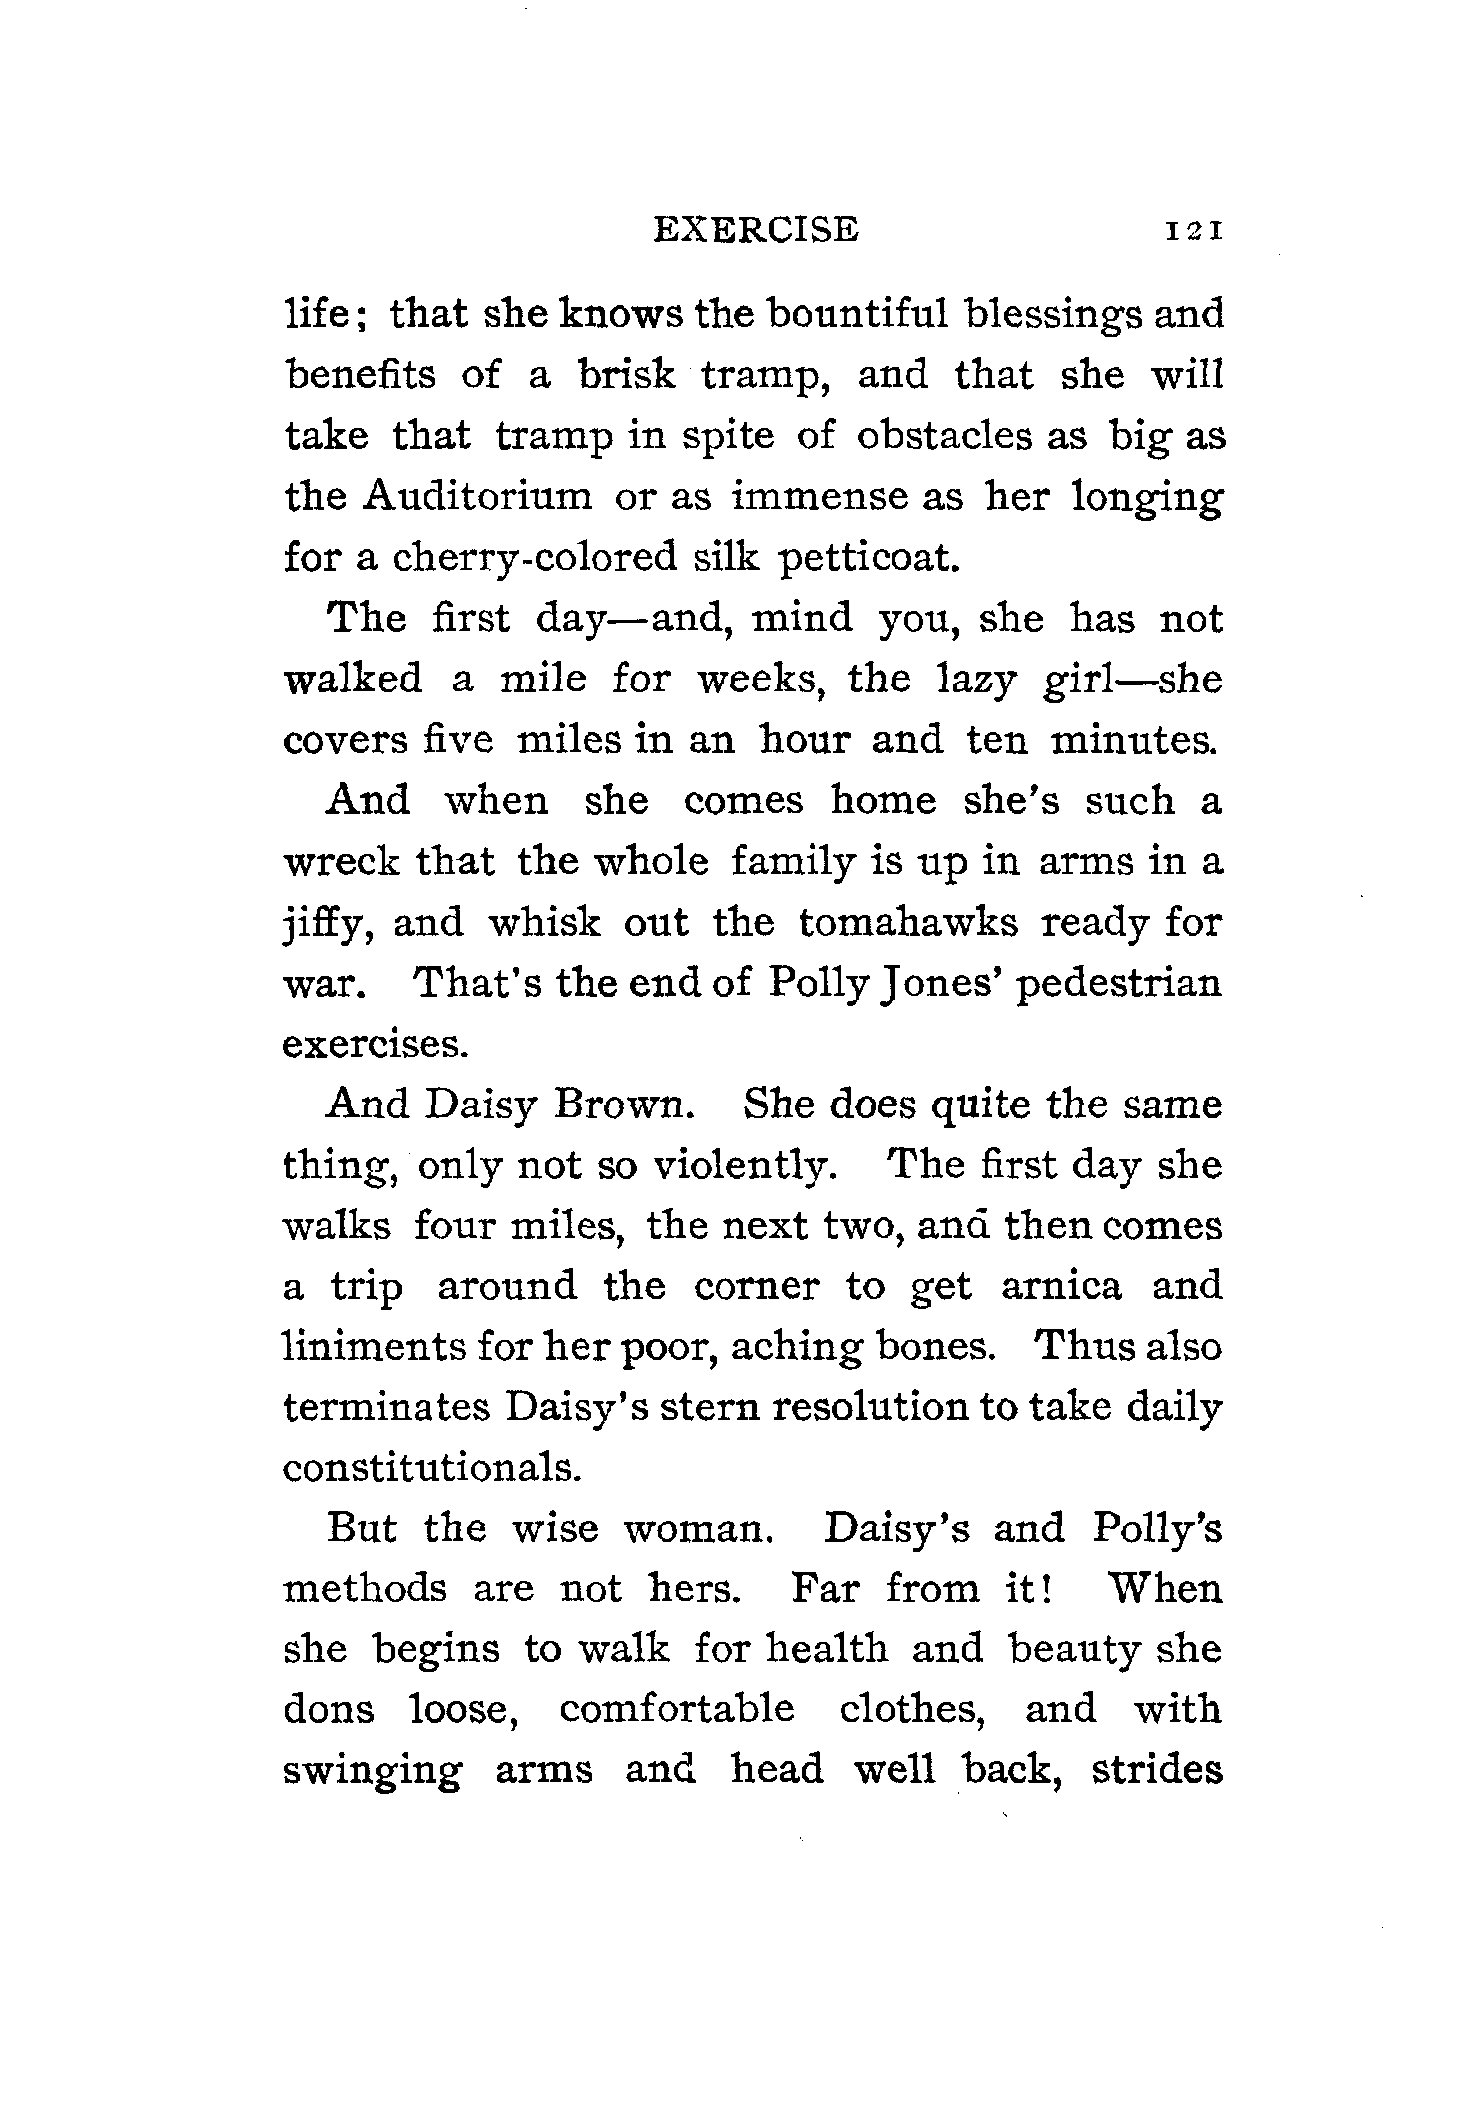 EXERCISE 121
life; that she knows the bountiful blessings and
benefits of a brisk tramp, and that she will
take that tramp in spite of obstacles as big as
the Auditorium or as immense as her longing
for a cherry-colored silk petticoat.
The first day—and, mind you, she has not
walked a mile for weeks, the lazy girl—she
covers five miles in an hour and ten minutes.
And when she comes home she's such a
wreck that the whole family is up in arms in a
jiffy, and whisk out the tomahawks ready for
war. That's the end of Polly Jones' pedestrian
exercises.
And Daisy Brown. She does quite the same
thing, only not so violently. The first day she
walks four miles, the next two, and then comes
a trip around the corner to get arnica and
liniments for her poor, aching bones. Thus also
terminates Daisy's stern resolution to take daily
constitutionals.
But the wise woman. Daisy's and Polly's
methods are not hers. Far from it! When
she begins to walk for health and beauty she
dons loose, comfortable clothes, and with
swinging arms and head well back, strides